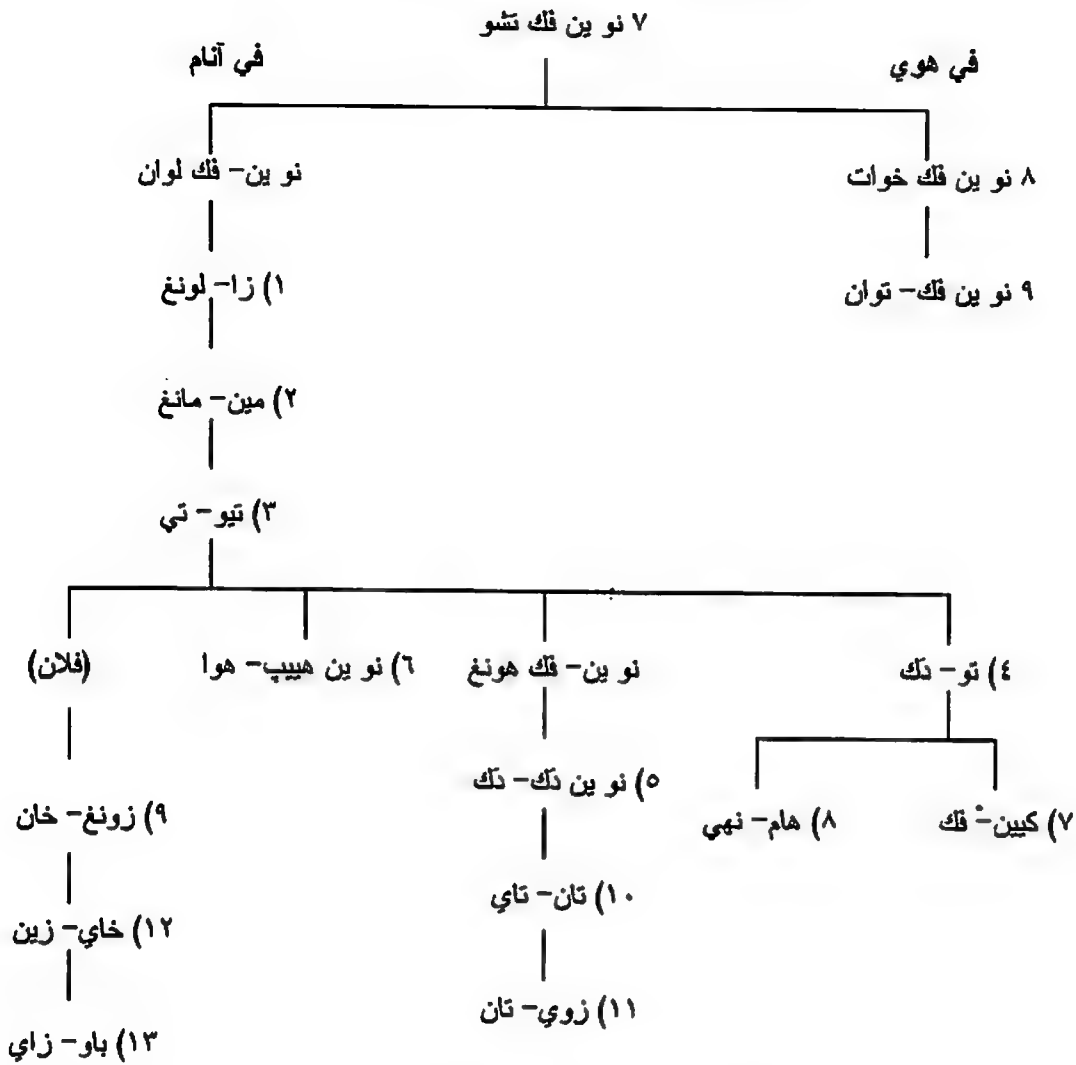 ٧ نو ين فك تشو
في هوي
في آنام
٨ نو ين فك خوات
نو ين- فك لوان
٩ نو ين فك- توان
١) زا- لونغ
٢) مين- مانغ
٣) تيو- تي
٤) تو- دك
نو ين- فك هونغ
٦) نو ين هييپ- هوا
(فلان)
٧) كيين- فك
٨) هام- نهي
٥) نو ين دك- دك
٩) زونغ- خان
١٠) تان- تاي
١٢) خاي- زين
١١) زوي- تان
١٣) باو- زاي